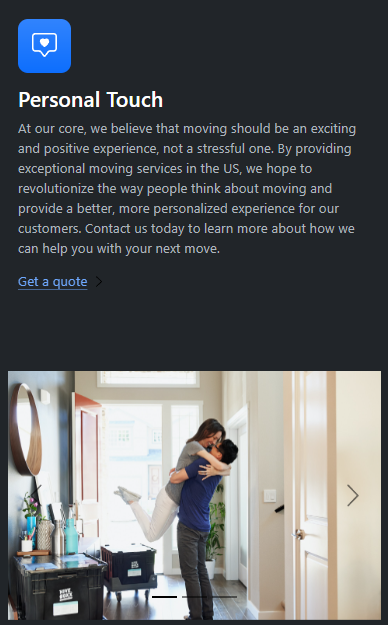 Personal Touch
At our core, we believe that moving should be an exciting
and positive experience, not a stressful one. By providing
exceptional moving services in the US, we hope to
revolutionize the way people think about moving and
provide a better, more personalized experience for our
customers. Contact us today to learn more about how we
can help you with your next move.
Get a quote